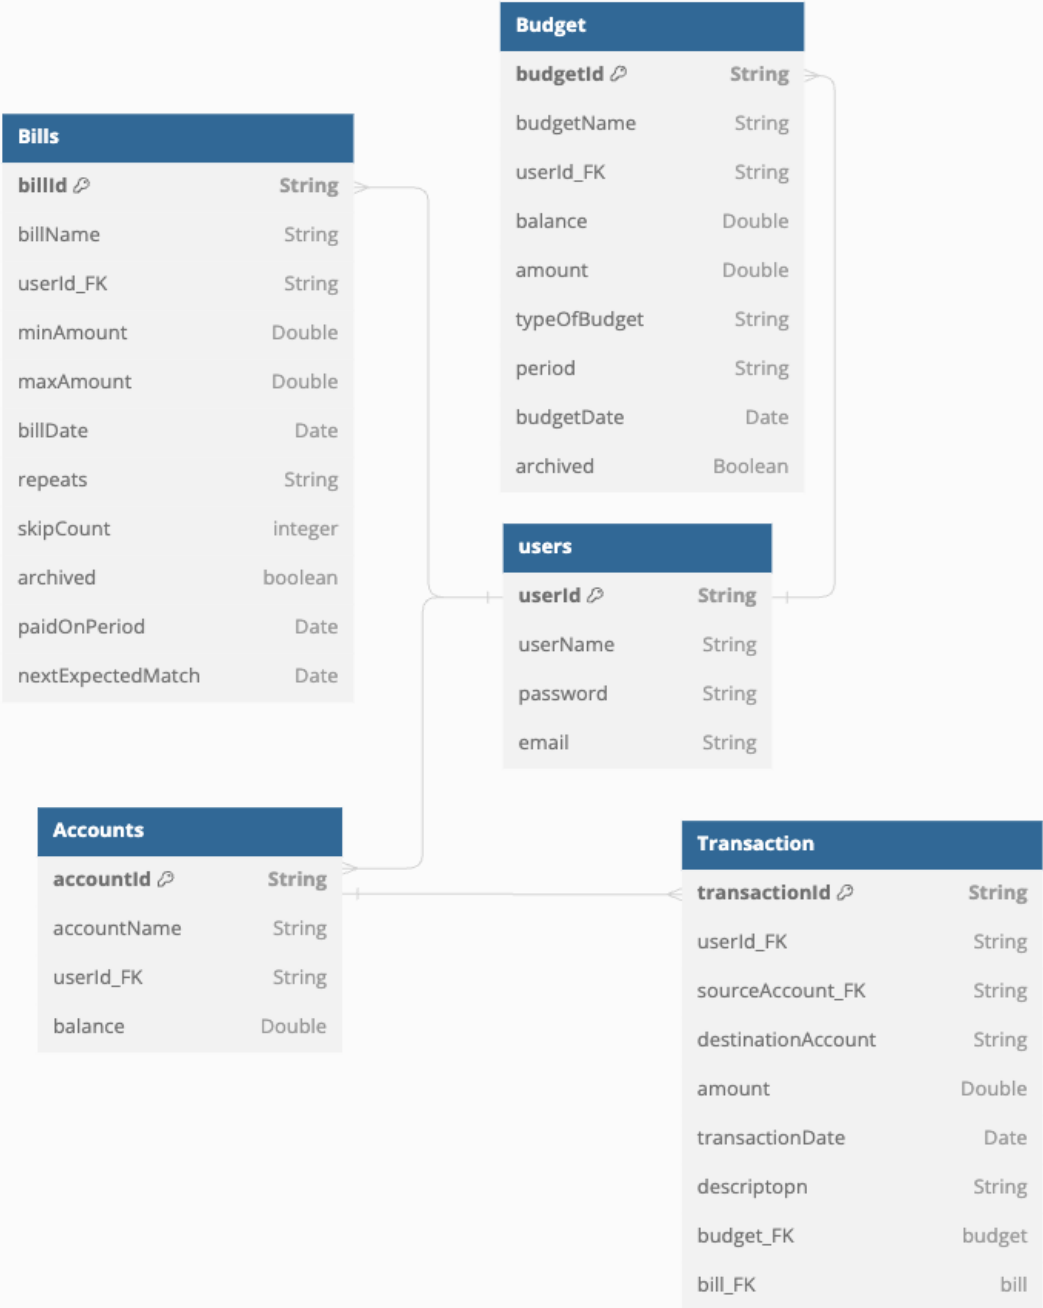 Budget
budgetId String
budgetName String
userId_FK String
balance Double
amount Double
typeOfBudget String
period String
budgetDate Date
archived Boolean
Bills
billId String
billName String
userId_FK String
minAmount Double
maxAmount Double
billDate Date
repeats String
skipCount integer
archived boolean
paidOnPeriod Date
nextExpectedMatch Date
users
userId String
userName String
password String
email String
Accounts
accountId String
accountName String
userId_FK String
balance Double
Transaction
transactionId String
userId_FK String
sourceAccount_FK String
destinationAccount String
amount Double
transactionDate Date
descriptopn String
budget_FK budget
bill_FK bill